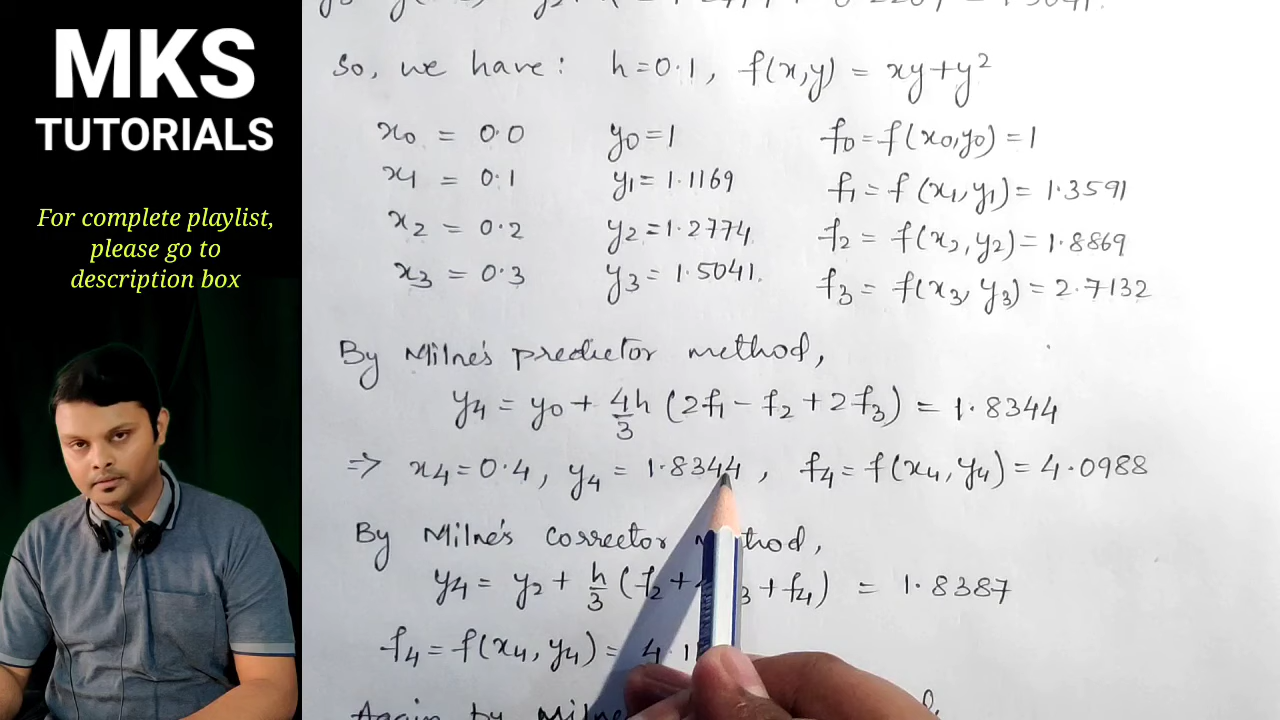 MKS
TUTORIALS
For complete playlist,
please go to
description box
So, we have: h=0.1, f(x,y) = xy+y²
x0 = 0.0 y0=1 f0=f(x0,y0)=1
x1 = 0.1 y1=1.1169 f1=f(x1,y1)=1.3591
x2 = 0.2 y2=1.2774 f2=f(x2,y2)=1.8869
x3 = 0.3 y3=1.5041. f3=f(x3,y3)=2.7132
By Milne's predictor method,
y4 = y0 + 4h/3 (2f1 - f2 + 2f3) = 1.8344
=> x4=0.4, y4 = 1.8344, f4=f(x4,y4)=4.0988
By Milne's corrector method,
y4 = y2 + h/3 (f2+ 3+f4) = 1.8387
f4=f(x4,y4) = 4.1
Again by Milne